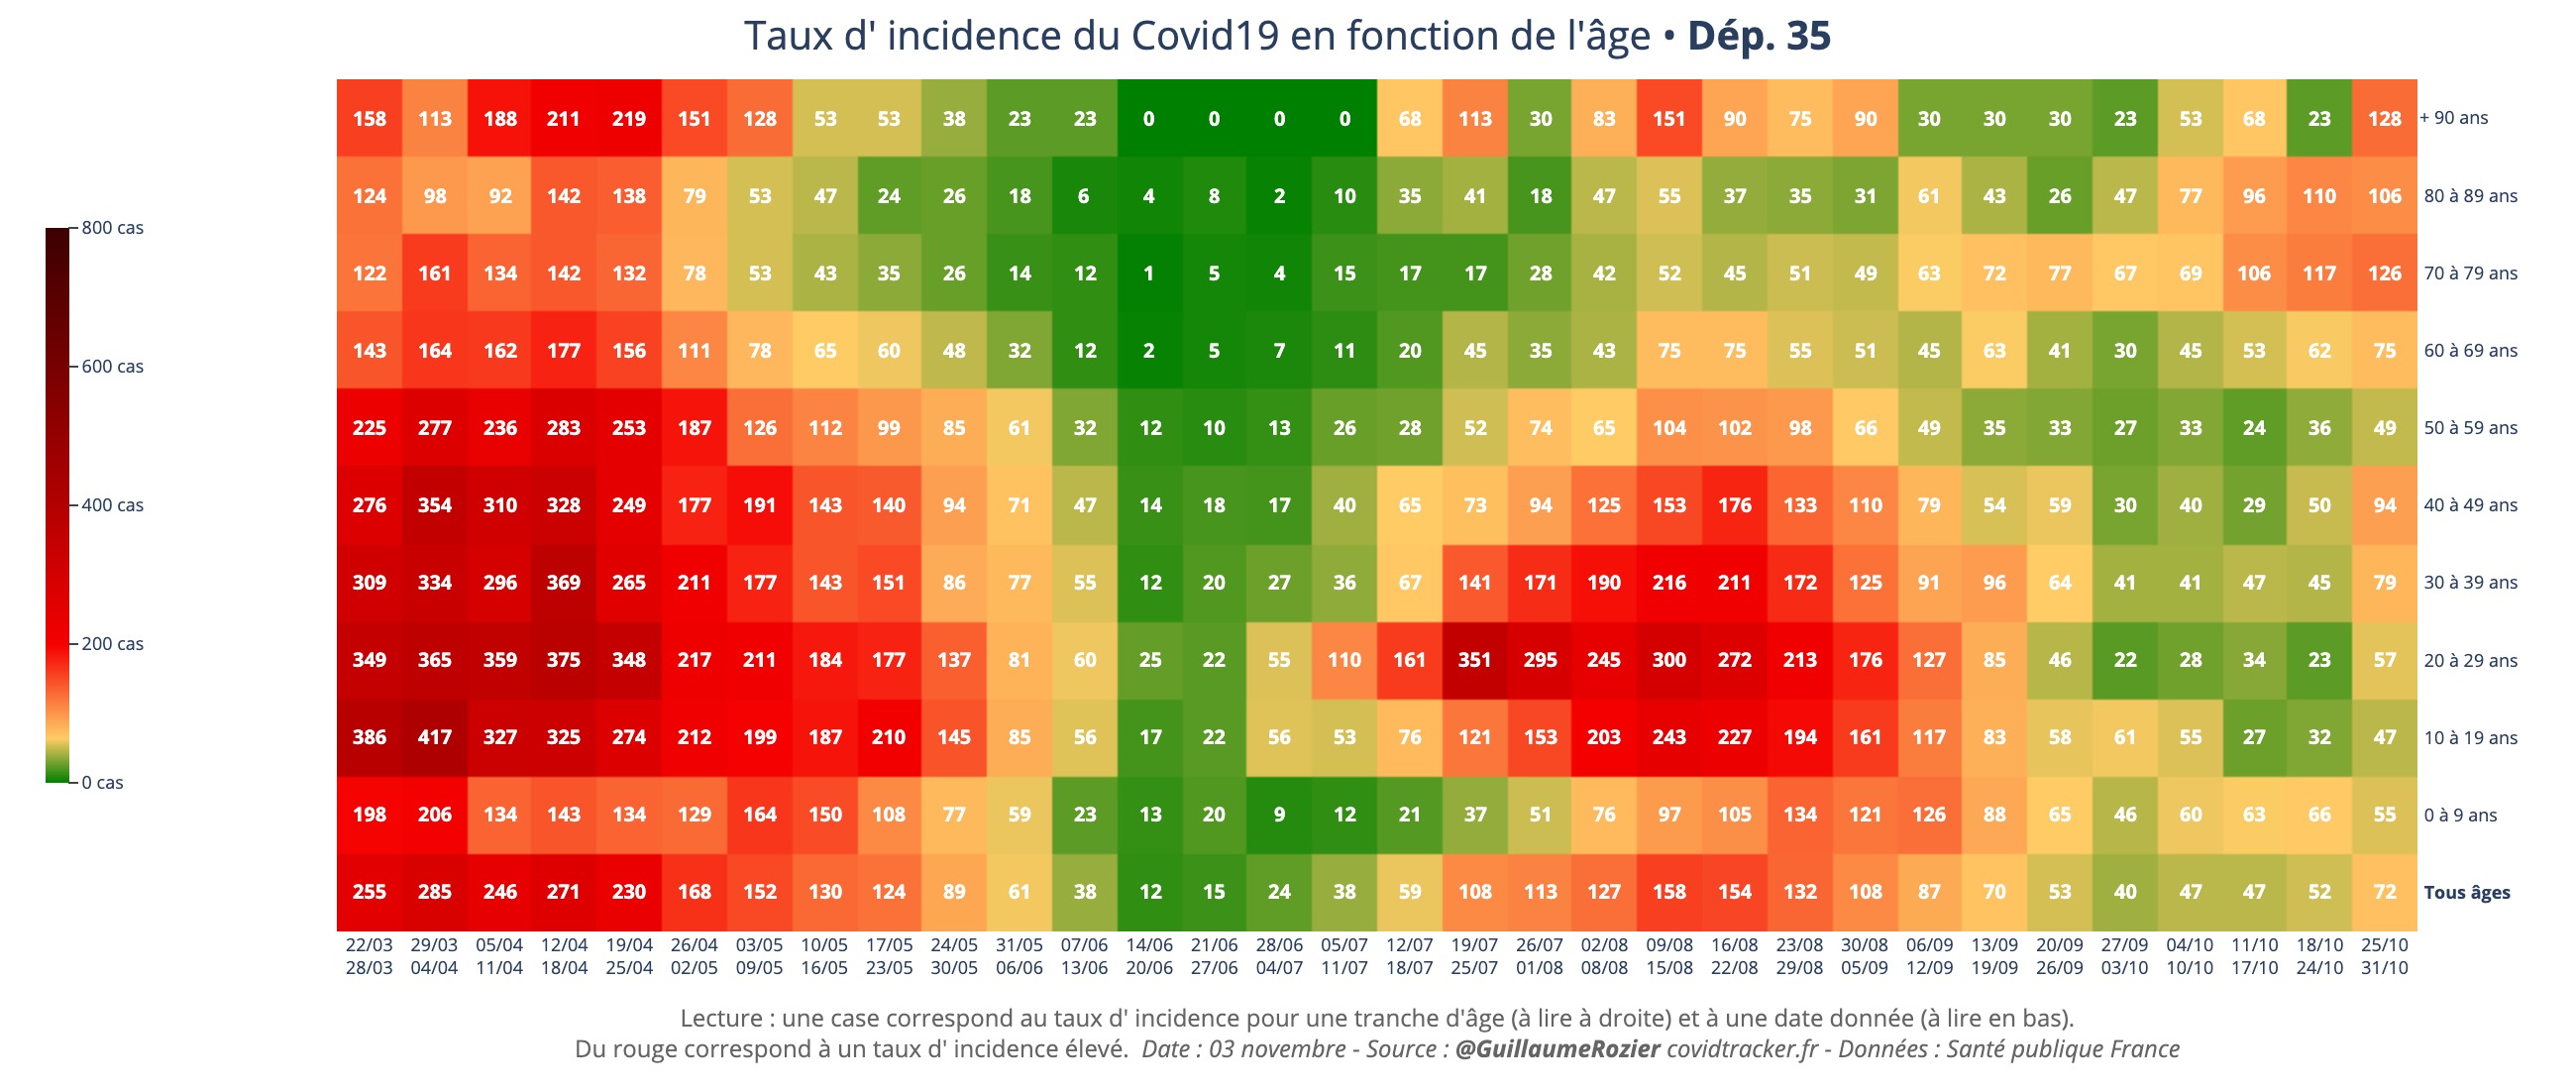 Taux d' incidence du Covid19 en fonction de l'âge • Dép. 35
800 cas
600 cas
400 cas
200 cas
0 cas
158 113 188 211 219 151 128 53 53 38 23 23 0 0 0 0 68 113 30 83 151 90 75 90 30 30 30 23 53 68 23 128 + 90 ans
124 98 92 142 138 79 53 47 24 26 18 6 4 8 2 10 35 41 18 47 55 37 35 31 61 43 26 47 77 96 110 106 80 à 89 ans
122 161 134 142 132 78 53 43 35 26 14 12 1 5 4 15 17 17 28 42 52 45 51 49 63 72 77 67 69 106 117 126 70 à 79 ans
143 164 162 177 156 111 78 65 60 48 32 12 2 5 7 11 20 45 35 43 75 75 55 51 45 63 41 30 45 53 62 75 60 à 69 ans
225 277 236 283 253 187 126 112 99 85 61 32 12 10 13 26 28 52 74 65 104 102 98 66 49 35 33 27 33 24 36 49 50 à 59 ans
276 354 310 328 249 177 191 143 140 94 71 47 14 18 17 40 65 73 94 125 153 176 133 110 79 54 59 30 40 29 50 94 40 à 49 ans
309 334 296 369 265 211 177 143 151 86 77 55 12 20 27 36 67 141 171 190 216 211 172 125 91 96 64 41 41 47 45 79 30 à 39 ans
349 365 359 375 348 217 211 184 177 137 81 60 25 22 55 110 161 351 295 245 300 272 213 176 127 85 46 22 28 34 23 57 20 à 29 ans
386 417 327 325 274 212 199 187 210 145 85 56 17 22 56 53 76 121 153 203 243 227 194 161 117 83 58 61 55 27 32 47 10 à 19 ans
198 206 134 143 134 129 164 150 108 77 59 23 13 20 9 12 21 37 51 76 97 105 134 121 126 88 65 46 60 63 66 55 0 à 9 ans
255 285 246 271 230 168 152 130 124 89 61 38 12 15 24 38 59 108 113 127 158 154 132 108 87 70 53 40 47 47 52 72 Tous âges
22/03 29/03 05/04 12/04 19/04 26/04 03/05 10/05 17/05 24/05 31/05 07/06 14/06 21/06 28/06 05/07 12/07 19/07 26/07 02/08 09/08 16/08 23/08 30/08 06/09 13/09 20/09 27/09 04/10 11/10 18/10 25/10
28/03 04/04 11/04 18/04 25/04 02/05 09/05 16/05 23/05 30/05 06/06 13/06 20/06 27/06 04/07 11/07 18/07 25/07 01/08 08/08 15/08 22/08 29/08 05/09 12/09 19/09 26/09 03/10 10/10 17/10 24/10 31/10
Lecture : une case correspond au taux d' incidence pour une tranche d'âge (à lire à droite) et à une date donnée (à lire en bas).
Du rouge correspond à un taux d' incidence élevé. Date : 03 novembre - Source : @GuillaumeRozier covidtracker.fr - Données : Santé publique France